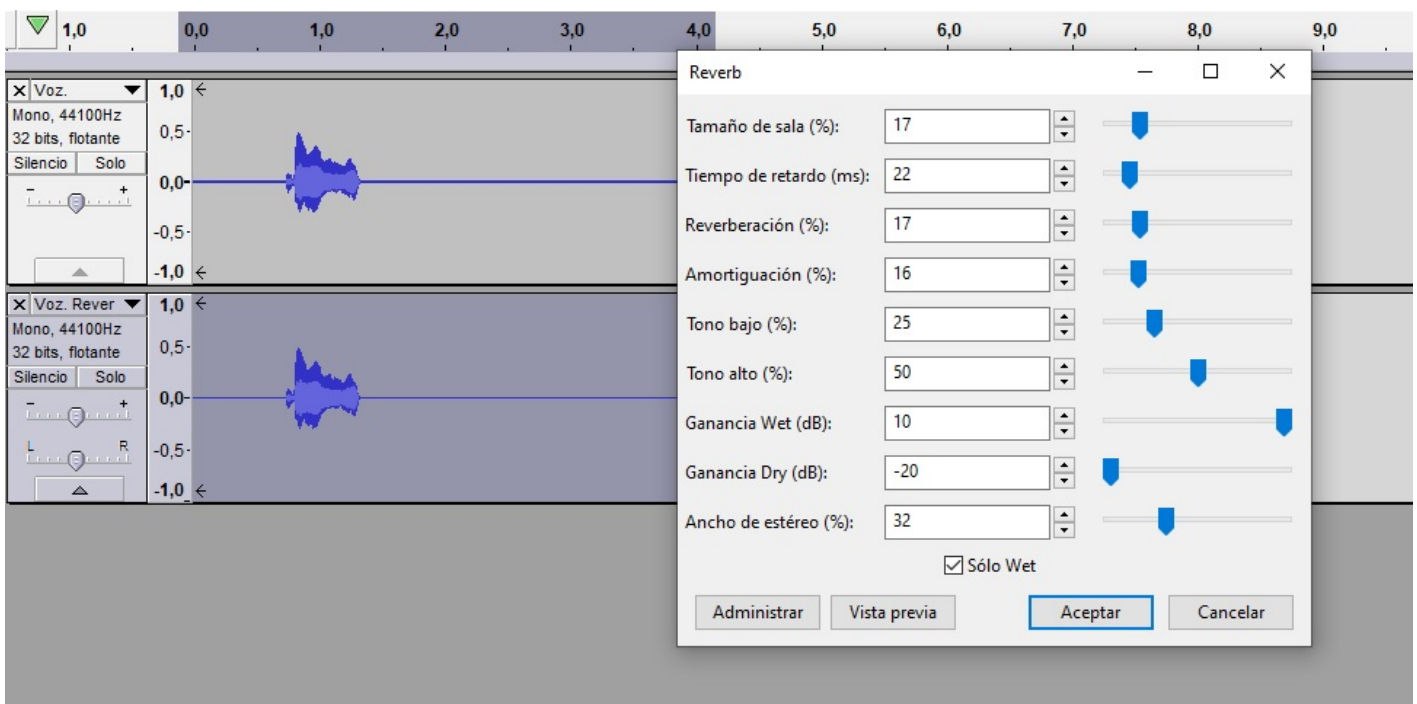 1,0 0,0 1,0 2,0 3,0 4,0 5,0 6,0 7,0 8,0 9,0
X Voz.
Mono, 44100Hz
32 bits, flotante
Silencio Solo
- +
1,0
0,5-
0,0-
-0,5-
-1,0
X Voz. Rever
Mono, 44100Hz
32 bits, flotante
Silencio Solo
- +
L R
1,0
0,5-
0,0-
-0,5-
-1,0
Reverb
Tamaño de sala (%): 17
Tiempo de retardo (ms): 22
Reverberación (%): 17
Amortiguación (%): 16
Tono bajo (%): 25
Tono alto (%): 50
Ganancia Wet (dB): 10
Ganancia Dry (dB): -20
Ancho de estéreo (%): 32
Sólo Wet
Administrar Vista previa Aceptar Cancelar